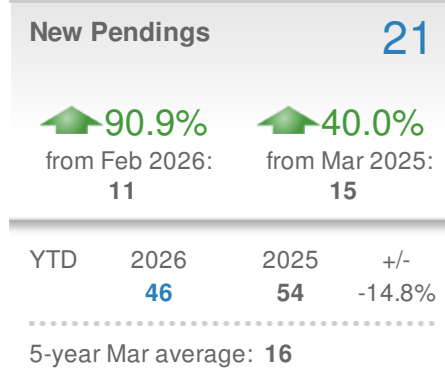 New Pendings 21
90.9% 40.0%
from Feb 2026: from Mar 2025:
11 15
YTD 2026 2025 +/-
46 54 -14.8%
5-year Mar average: 16